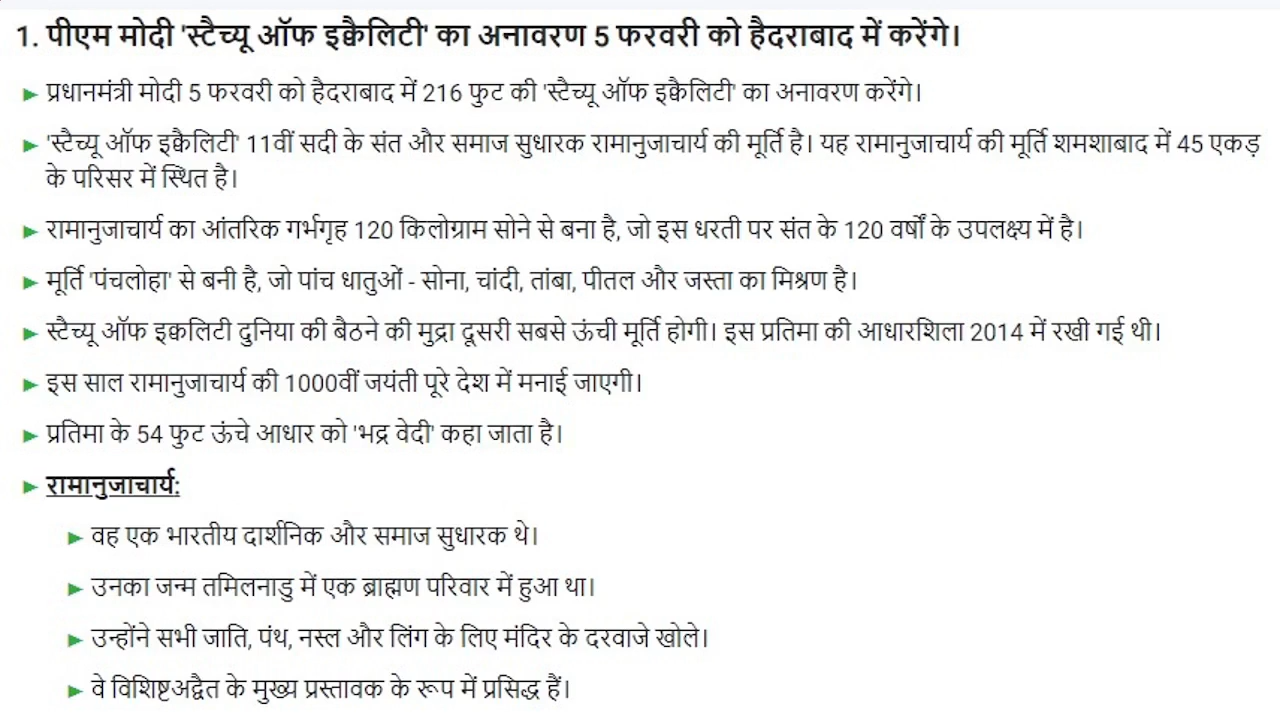 1. पीएम मोदी 'स्टैच्यू ऑफ इक्वैलिटी' का अनावरण 5 फरवरी को हैदराबाद में करेंगे।
► प्रधानमंत्री मोदी 5 फरवरी को हैदराबाद में 216 फुट की 'स्टैच्यू ऑफ इक्वैलिटी' का अनावरण करेंगे।
► 'स्टैच्यू ऑफ इक्वैलिटी' 11वीं सदी के संत और समाज सुधारक रामानुजाचार्य की मूर्ति है। यह रामानुजाचार्य की मूर्ति शमशाबाद में 45 एकड़
के परिसर में स्थित है।
► रामानुजाचार्य का आंतरिक गर्भगृह 120 किलोग्राम सोने से बना है, जो इस धरती पर संत के 120 वर्षों के उपलक्ष्य में है।
► मूर्ति 'पंचलोहा' से बनी है, जो पांच धातुओं - सोना, चांदी, तांबा, पीतल और जस्ता का मिश्रण है।
► स्टैच्यू ऑफ इक्वलिटी दुनिया की बैठने की मुद्रा दूसरी सबसे ऊंची मूर्ति होगी। इस प्रतिमा की आधारशिला 2014 में रखी गई थी।
► इस साल रामानुजाचार्य की 1000वीं जयंती पूरे देश में मनाई जाएगी।
► प्रतिमा के 54 फुट ऊंचे आधार को 'भद्र वेदी' कहा जाता है।
► रामानुजाचार्य:
► वह एक भारतीय दार्शनिक और समाज सुधारक थे।
► उनका जन्म तमिलनाडु में एक ब्राह्मण परिवार में हुआ था।
► उन्होंने सभी जाति, पंथ, नस्ल और लिंग के लिए मंदिर के दरवाजे खोले।
► वे विशिष्टअद्वैत के मुख्य प्रस्तावक के रूप में प्रसिद्ध हैं।